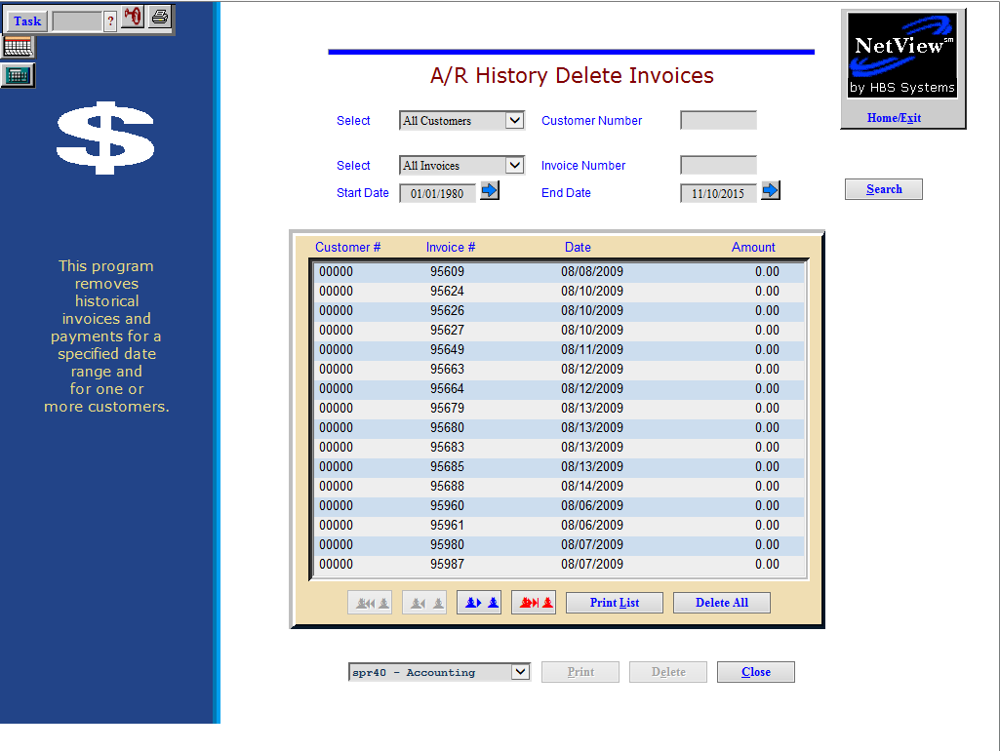 Task ?
NetView℠
by HBS Systems
Home/Exit
A/R History Delete Invoices
Select All Customers Customer Number
Select All Invoices Invoice Number
Start Date 01/01/1980 End Date 11/10/2015
Search
This program
removes
historical
invoices and
payments for a
specified date
range and
for one or
more customers.
Customer # Invoice # Date Amount
00000 95609 08/08/2009 0.00
00000 95624 08/10/2009 0.00
00000 95626 08/10/2009 0.00
00000 95627 08/10/2009 0.00
00000 95649 08/11/2009 0.00
00000 95663 08/12/2009 0.00
00000 95664 08/12/2009 0.00
00000 95679 08/13/2009 0.00
00000 95680 08/13/2009 0.00
00000 95683 08/13/2009 0.00
00000 95685 08/13/2009 0.00
00000 95688 08/14/2009 0.00
00000 95960 08/06/2009 0.00
00000 95961 08/06/2009 0.00
00000 95980 08/07/2009 0.00
00000 95987 08/07/2009 0.00
Print List Delete All
spr40 - Accounting Print Delete Close